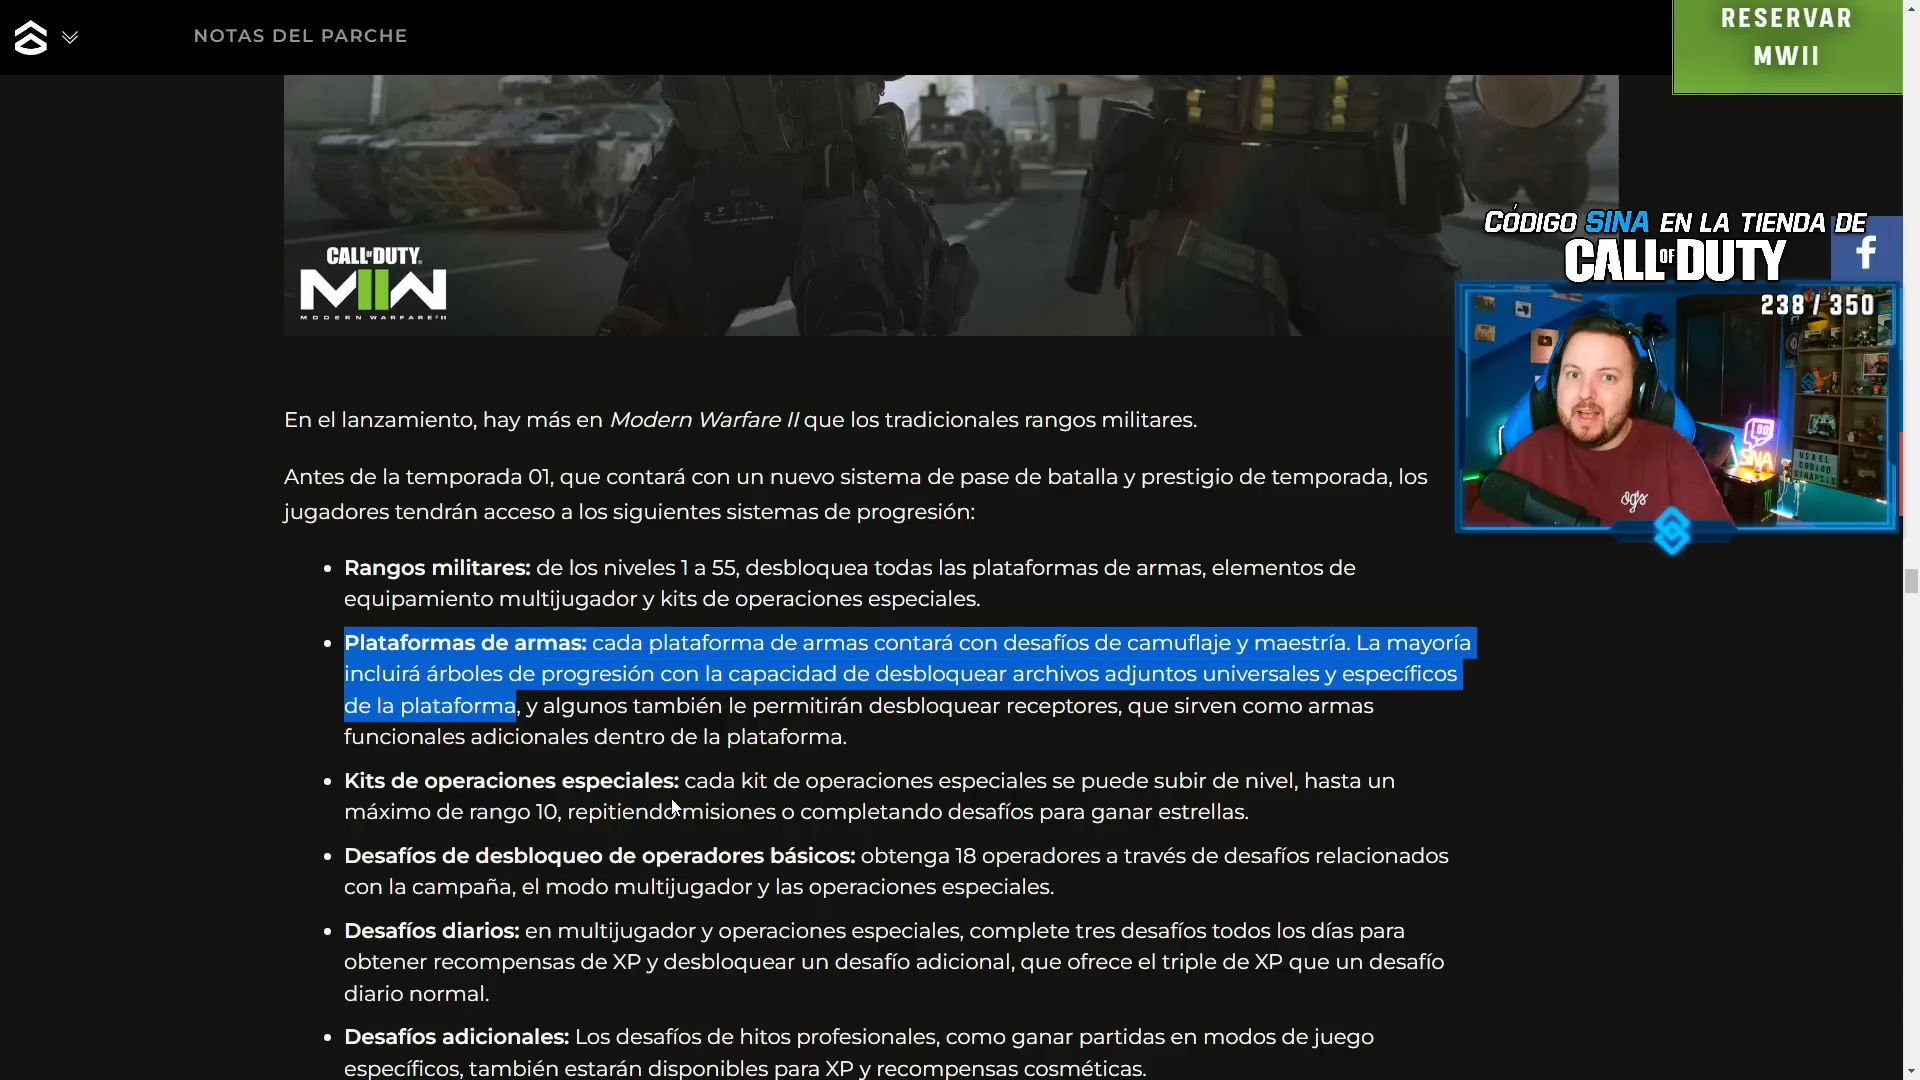 NOTAS DEL PARCHE
RESERVAR
MWII
CALL OF DUTY
MWII
MODERN WARFARE II
CÓDIGO SINA EN LA TIENDA DE
CALL OF DUTY
f
238 / 350
SINA
USA EL
CÓDIGO
SINAPSIS
En el lanzamiento, hay más en Modern Warfare II que los tradicionales rangos militares.
Antes de la temporada 01, que contará con un nuevo sistema de pase de batalla y prestigio de temporada, los
jugadores tendrán acceso a los siguientes sistemas de progresión:
• Rangos militares: de los niveles 1 a 55, desbloquea todas las plataformas de armas, elementos de
equipamiento multijugador y kits de operaciones especiales.
• Plataformas de armas: cada plataforma de armas contará con desafíos de camuflaje y maestría. La mayoría
incluirá árboles de progresión con la capacidad de desbloquear archivos adjuntos universales y específicos
de la plataforma, y algunos también le permitirán desbloquear receptores, que sirven como armas
funcionales adicionales dentro de la plataforma.
• Kits de operaciones especiales: cada kit de operaciones especiales se puede subir de nivel, hasta un
máximo de rango 10, repitiendo misiones o completando desafíos para ganar estrellas.
• Desafíos de desbloqueo de operadores básicos: obtenga 18 operadores a través de desafíos relacionados
con la campaña, el modo multijugador y las operaciones especiales.
• Desafíos diarios: en multijugador y operaciones especiales, complete tres desafíos todos los días para
obtener recompensas de XP y desbloquear un desafío adicional, que ofrece el triple de XP que un desafío
diario normal.
• Desafíos adicionales: Los desafíos de hitos profesionales, como ganar partidas en modos de juego
específicos, también estarán disponibles para XP y recompensas cosméticas.